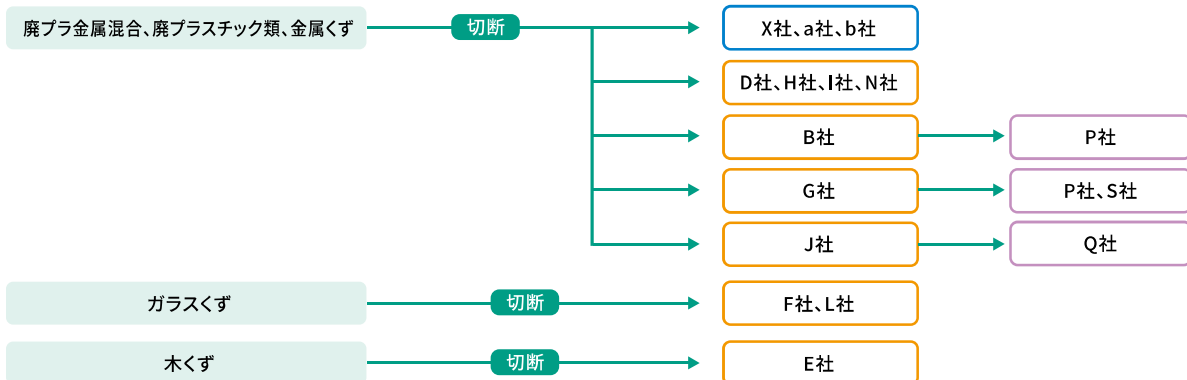 廃プラ金属混合、廃プラスチック類、金属くず
切断
X社、a社、b社
D社、H社、I社、N社
B社
P社
G社
P社、S社
J社
Q社
ガラスくず
切断
F社、L社
木くず
切断
E社